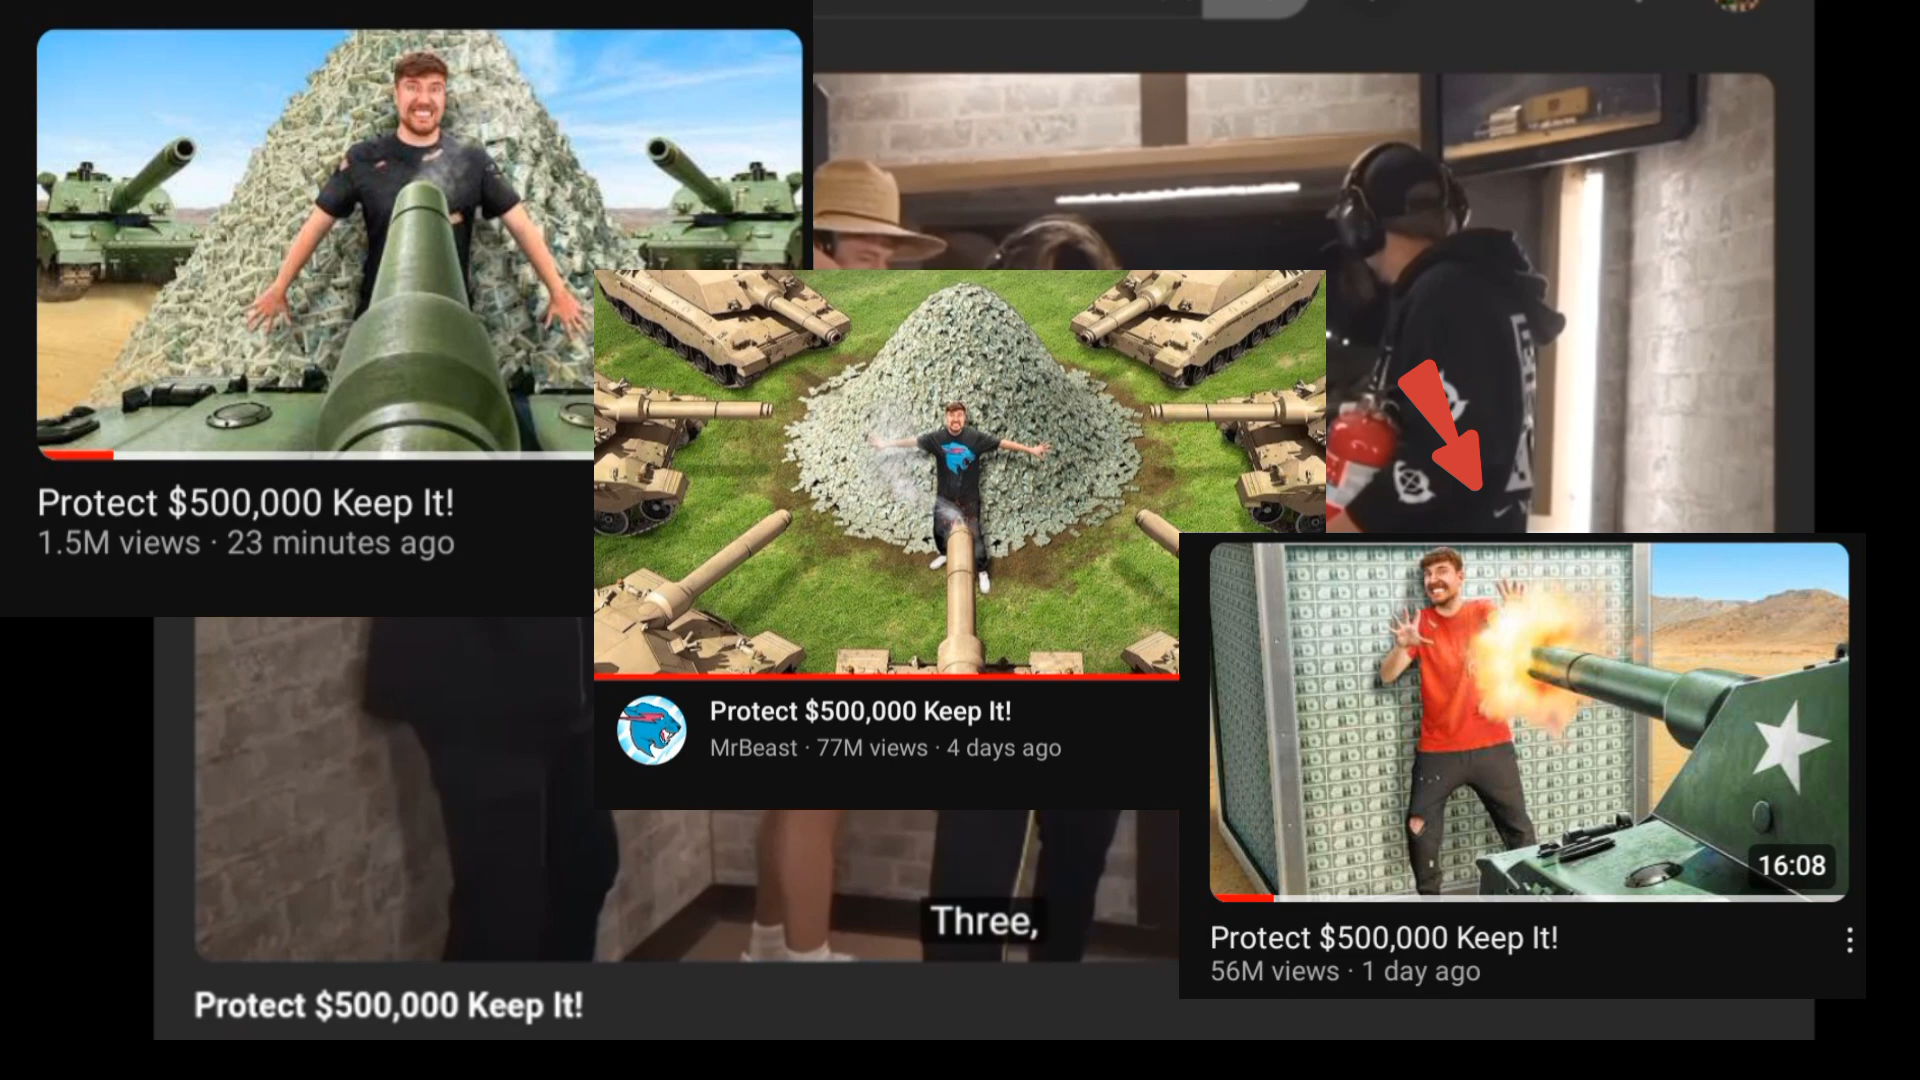 Protect $500,000 Keep It!
1.5M views · 23 minutes ago
Protect $500,000 Keep It!
MrBeast · 77M views · 4 days ago
16:08
Protect $500,000 Keep It!
56M views · 1 day ago
Three,
Protect $500,000 Keep It!